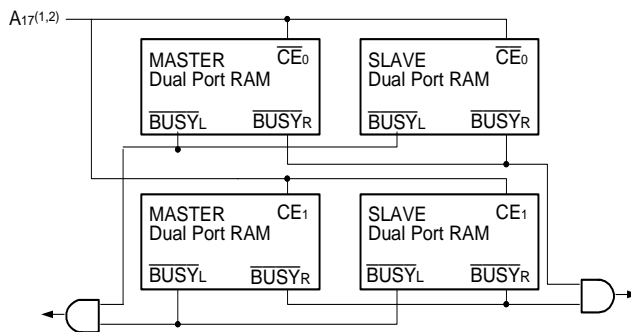 A17(1,2)
MASTER CE0 SLAVE CE0
Dual Port RAM Dual Port RAM
BUSYL BUSYR BUSYL BUSYR
MASTER CE1 SLAVE CE1
Dual Port RAM Dual Port RAM
BUSYL BUSYR BUSYL BUSYR